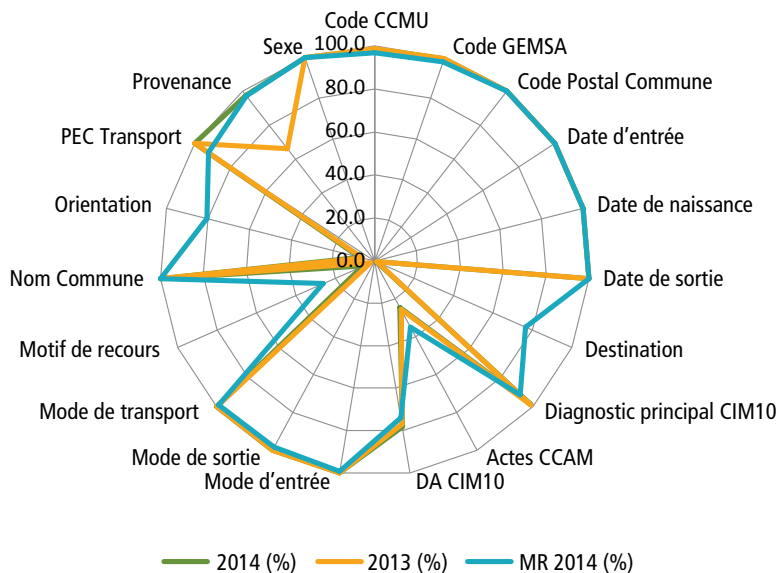 Code CCMU
Code GEMSA
Code Postal Commune
Date d'entrée
Date de naissance
Date de sortie
Destination
Diagnostic principal CIM10
Actes CCAM
DA CIM10
Mode d'entrée
Mode de sortie
Mode de transport
Motif de recours
Nom Commune
Orientation
PEC Transport
Provenance
Sexe
100,0
80.0
60.0
40.0
20.0
0.0
2014 (%)
2013 (%)
MR 2014 (%)